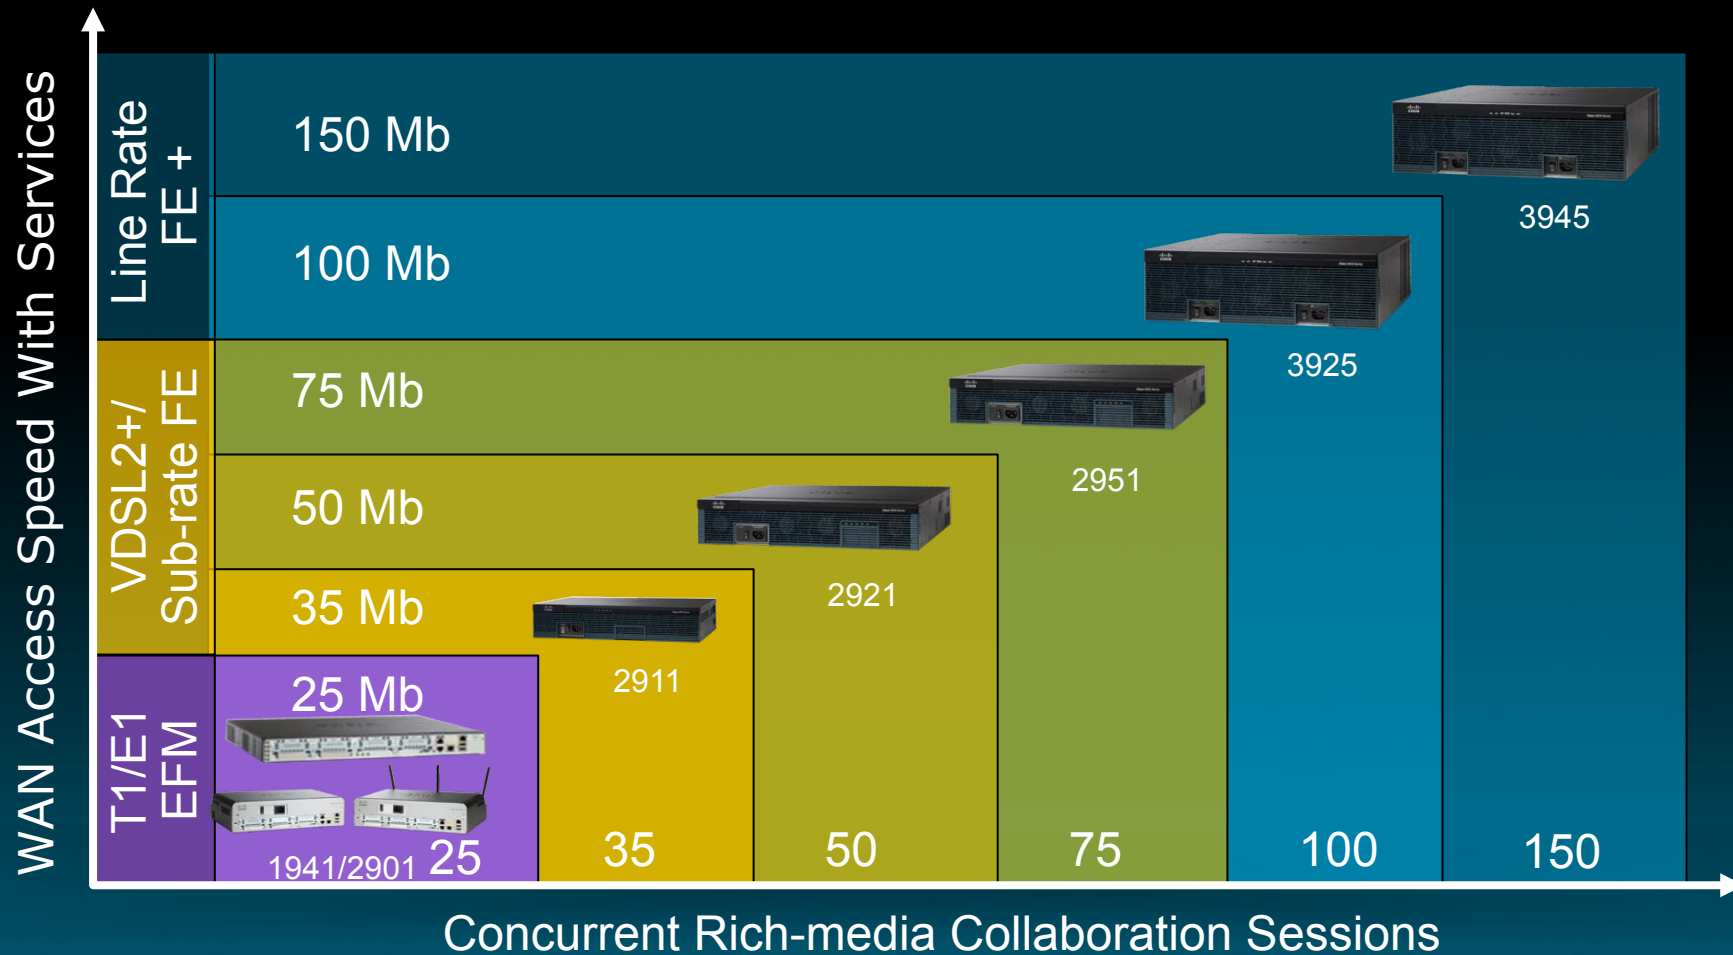 WAN Access Speed With Services
Line Rate
FE +
VDSL2+/
Sub-rate FE
T1/E1
EFM
150 Mb
3945
100 Mb
3925
75 Mb
2951
50 Mb
2921
35 Mb
2911
25 Mb
1941/2901 25
35
50
75
100
150
Concurrent Rich-media Collaboration Sessions